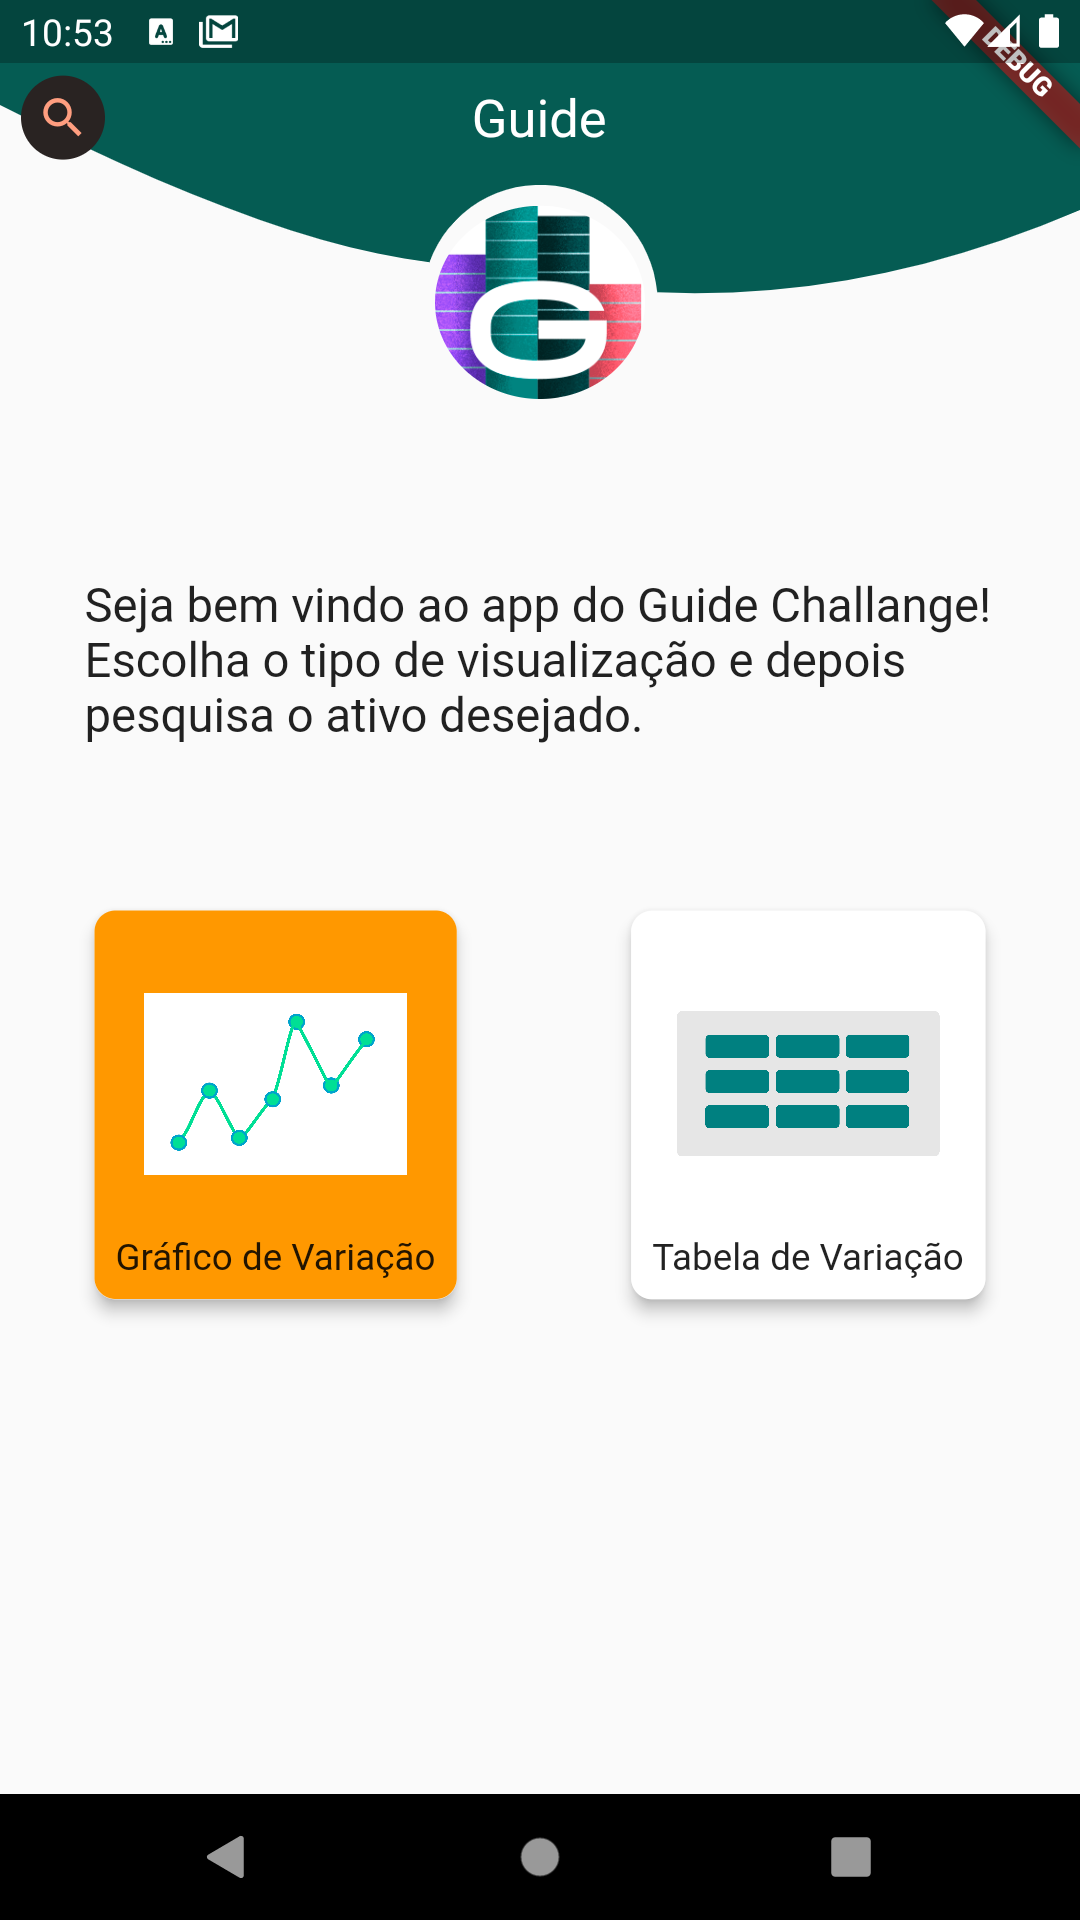 10:53
DEBUG
Guide
G
Seja bem vindo ao app do Guide Challange!
Escolha o tipo de visualização e depois
pesquisa o ativo desejado.
Gráfico de Variação
Tabela de Variação